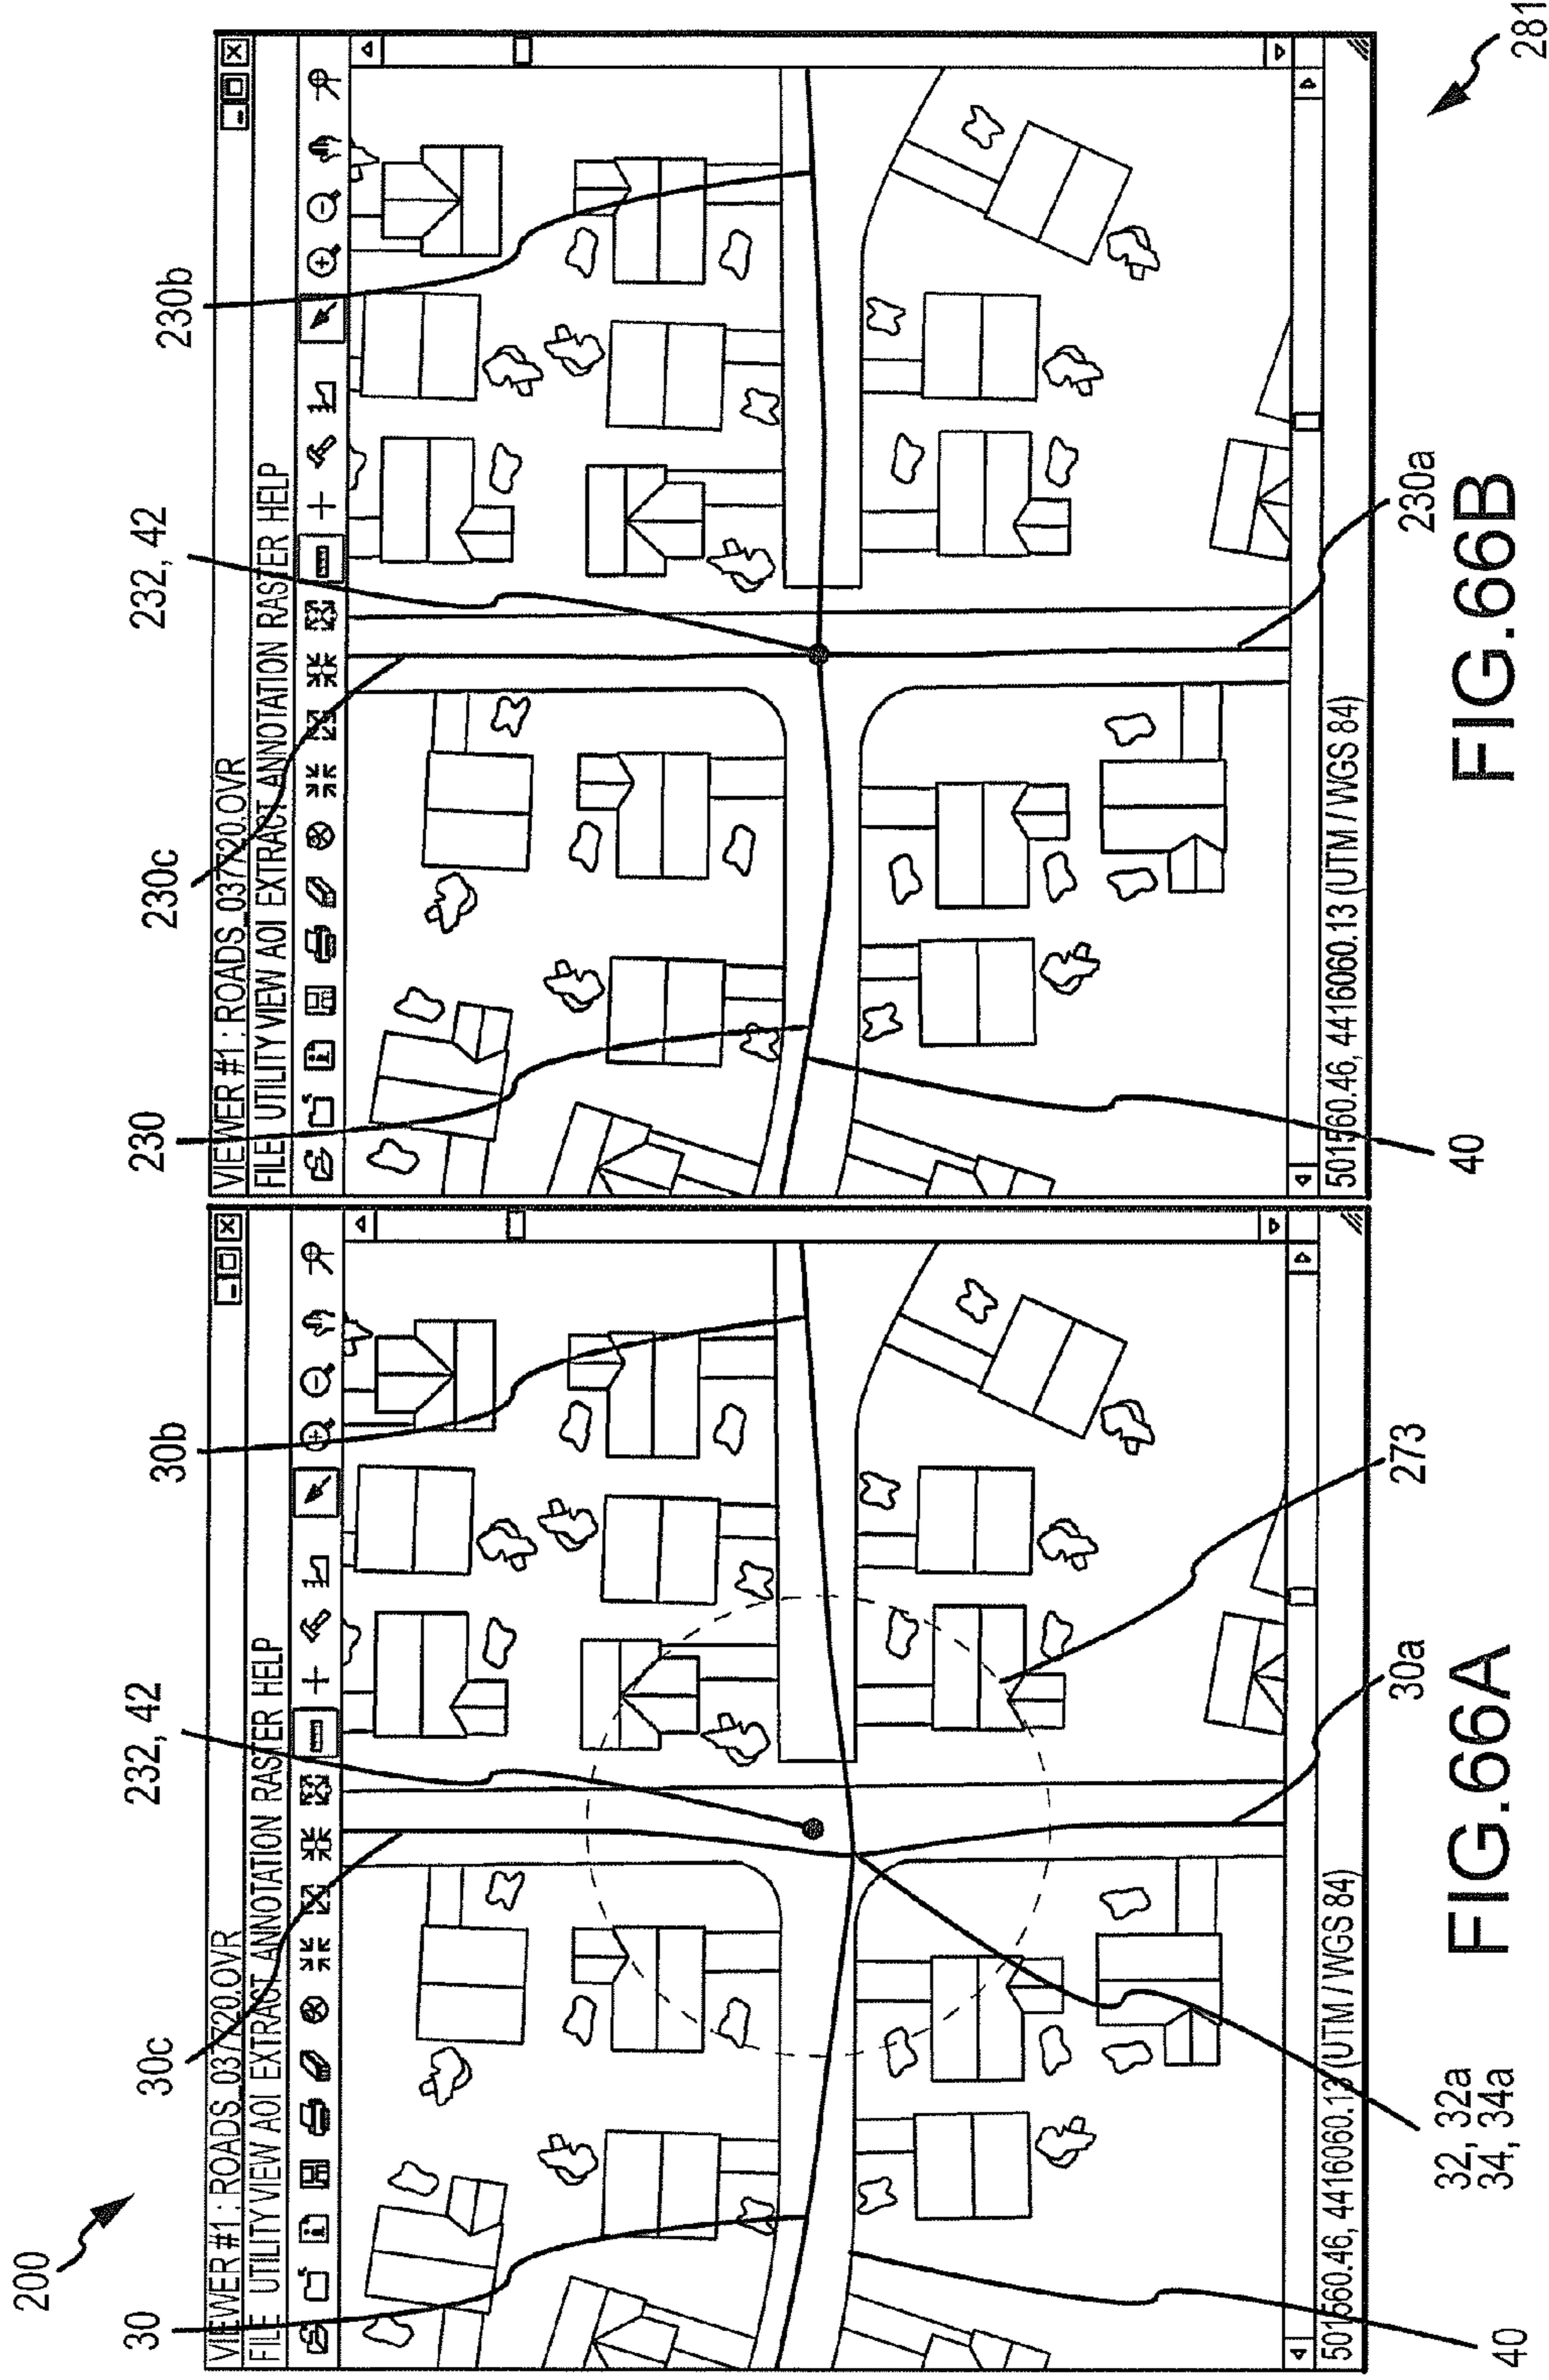 200
VIEWER #1 : ROADS_037720.OVR
FILE UTILITY VIEW AOI EXTRACT ANNOTATION RASTER HELP
30
30c
232, 42
30b
501560.46, 4416060.13 (UTM / WGS 84)
40
32, 32a
34, 34a
30a
273
FIG.66A
VIEWER #1 : ROADS_037720.OVR
FILE UTILITY VIEW AOI EXTRACT ANNOTATION RASTER HELP
230
230c
232, 42
230b
501560.46, 4416060.13 (UTM / WGS 84)
40
230a
281
FIG.66B